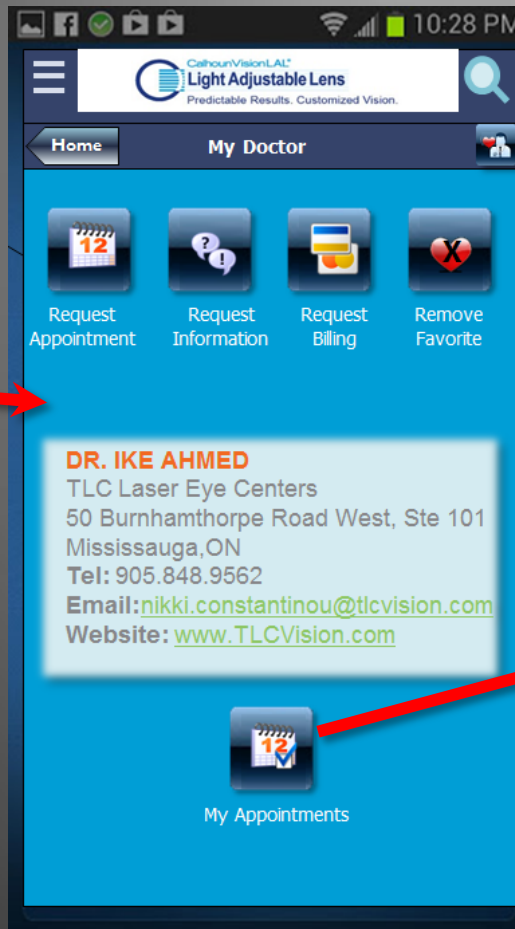 10:28 PM
CalhounVisionLAL®
Light Adjustable Lens
Predictable Results. Customized Vision.
Home
My Doctor
12
?
!
X
Request Appointment
Request Information
Request Billing
Remove Favorite
DR. IKE AHMED
TLC Laser Eye Centers
50 Burnhamthorpe Road West, Ste 101
Mississauga,ON
Tel: 905.848.9562
Email:nikki.constantinou@tlcvision.com
Website: www.TLCVision.com
12
My Appointments